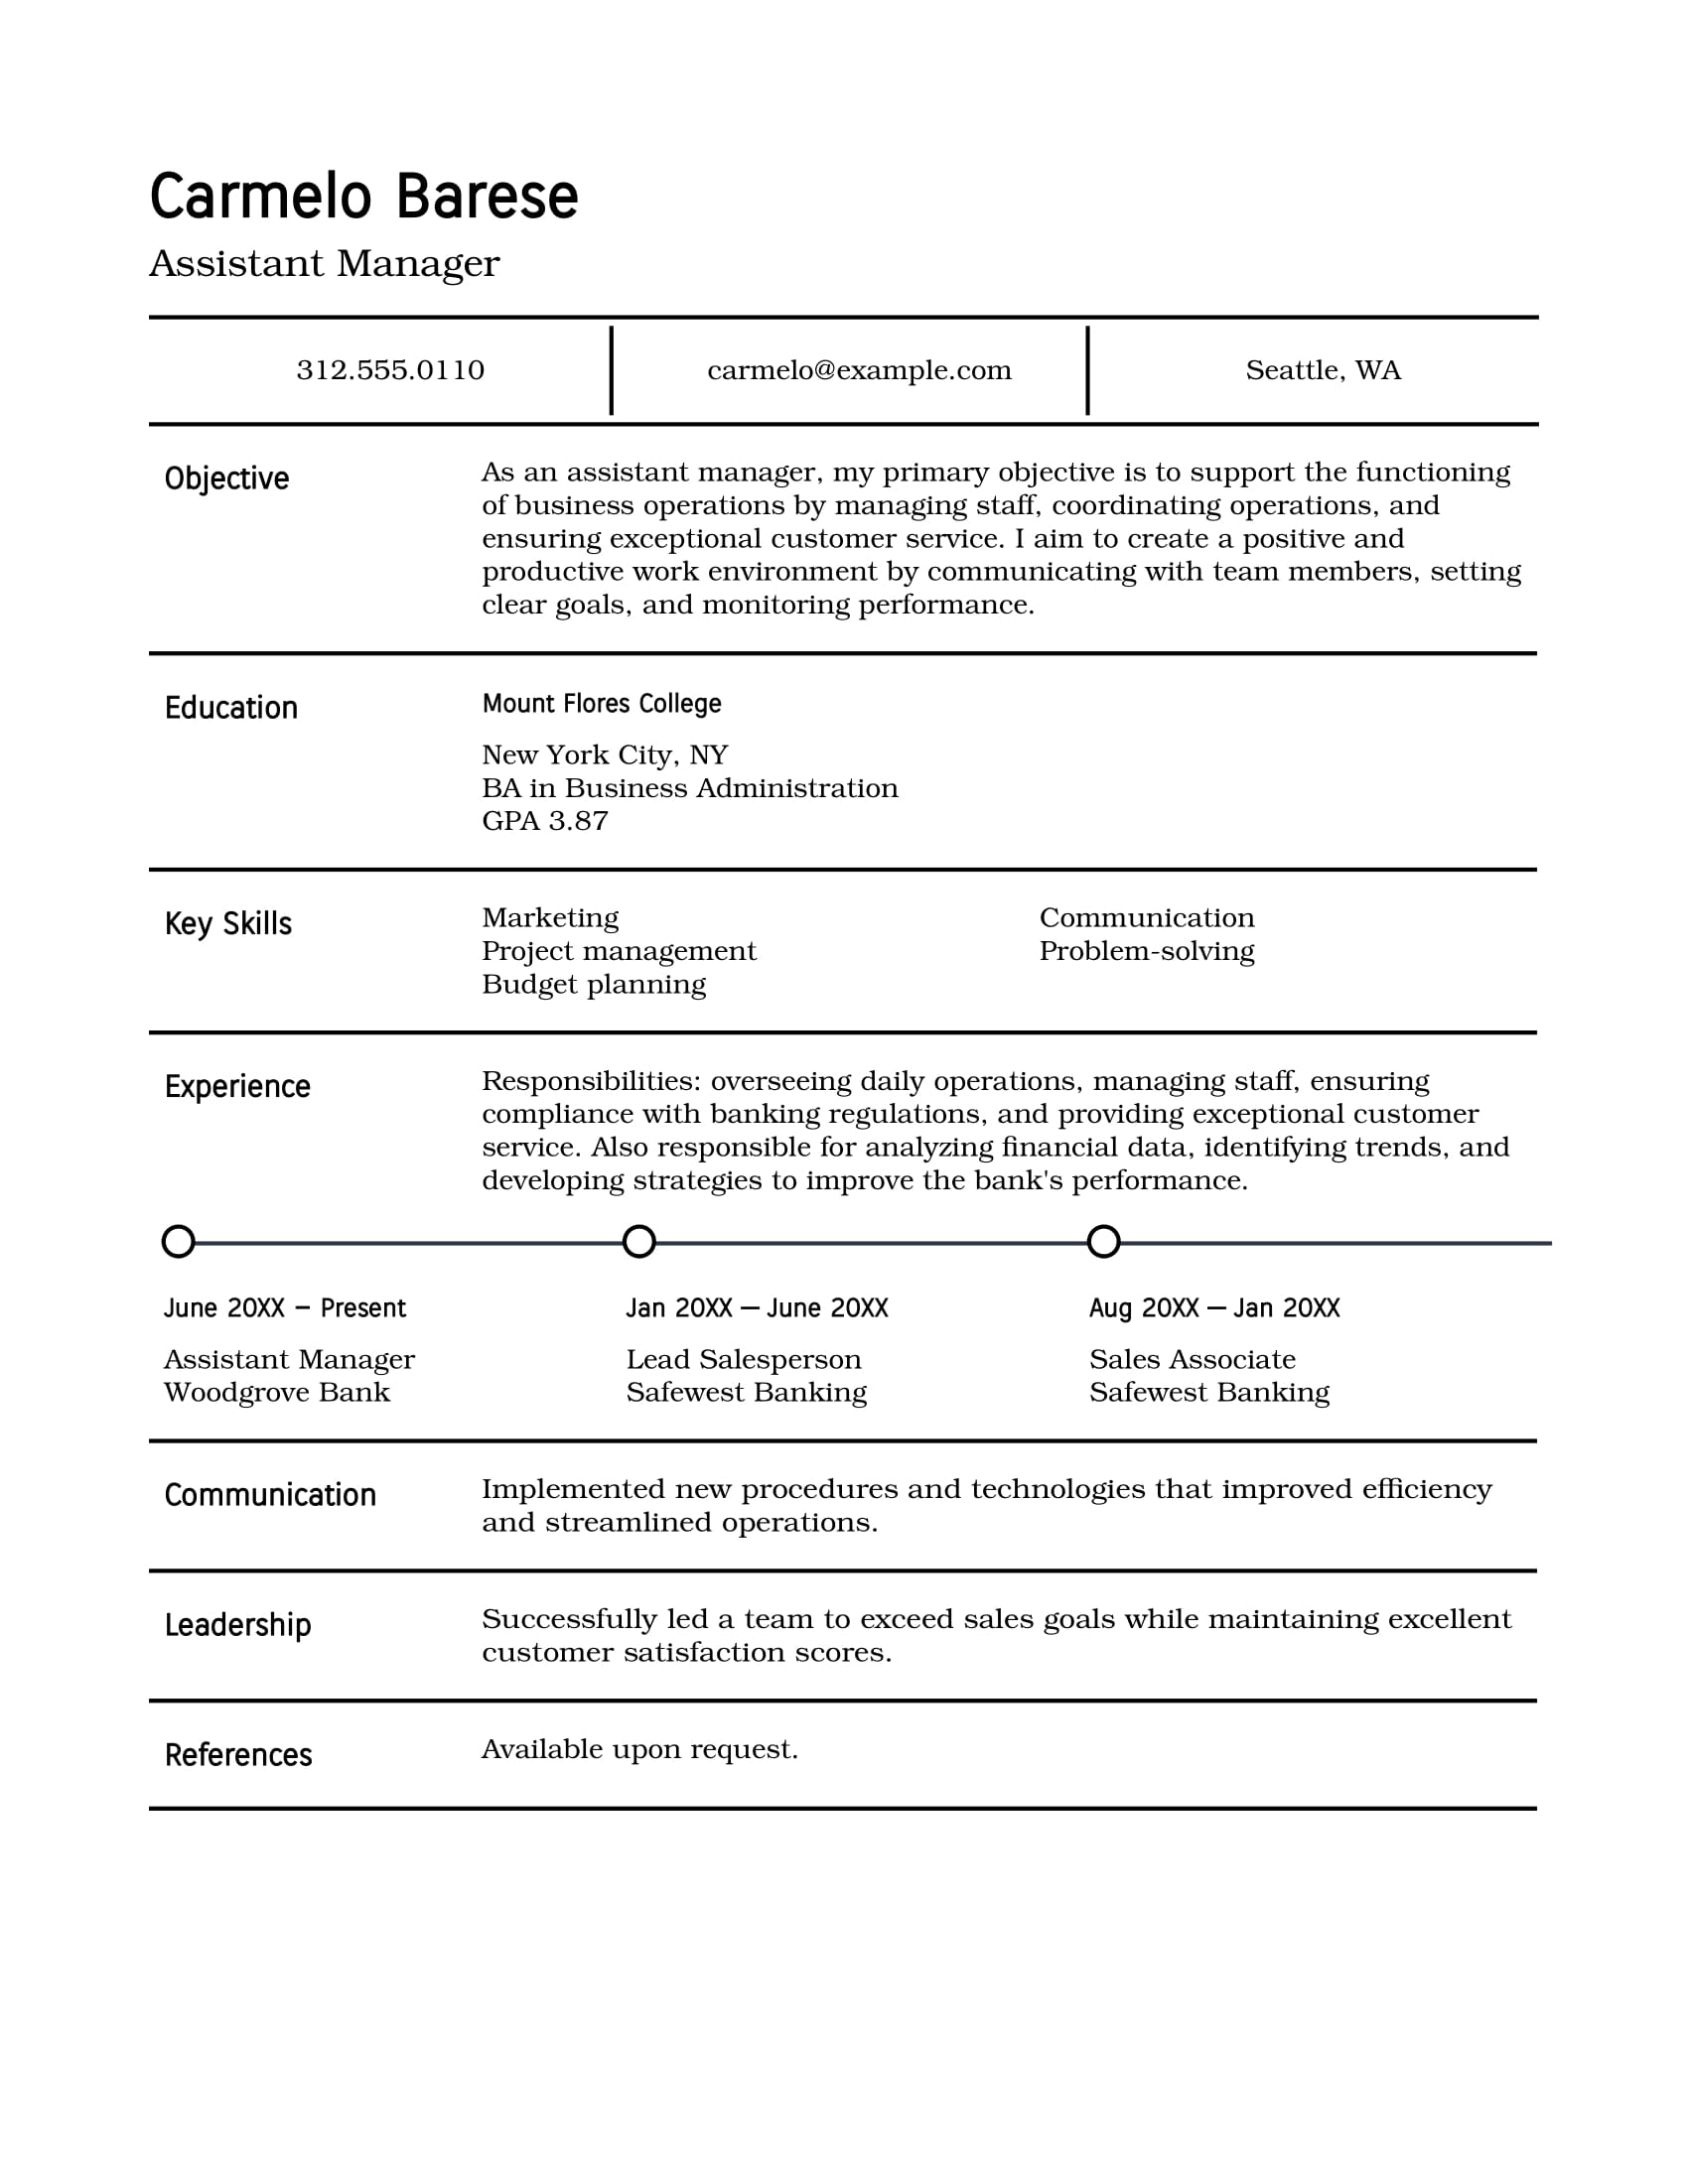 Carmelo Barese
Assistant Manager
312.555.0110
carmelo@example.com
Seattle, WA
Objective
As an assistant manager, my primary objective is to support the functioning
of business operations by managing staff, coordinating operations, and
ensuring exceptional customer service. I aim to create a positive and
productive work environment by communicating with team members, setting
clear goals, and monitoring performance.
Education
Mount Flores College
New York City, NY
BA in Business Administration
GPA 3.87
Key Skills
Marketing
Project management
Budget planning
Communication
Problem-solving
Experience
Responsibilities: overseeing daily operations, managing staff, ensuring
compliance with banking regulations, and providing exceptional customer
service. Also responsible for analyzing financial data, identifying trends, and
developing strategies to improve the bank's performance.
June 20XX – Present
Assistant Manager
Woodgrove Bank
Jan 20XX — June 20XX
Lead Salesperson
Safewest Banking
Aug 20XX — Jan 20XX
Sales Associate
Safewest Banking
Communication
Implemented new procedures and technologies that improved efficiency
and streamlined operations.
Leadership
Successfully led a team to exceed sales goals while maintaining excellent
customer satisfaction scores.
References
Available upon request.